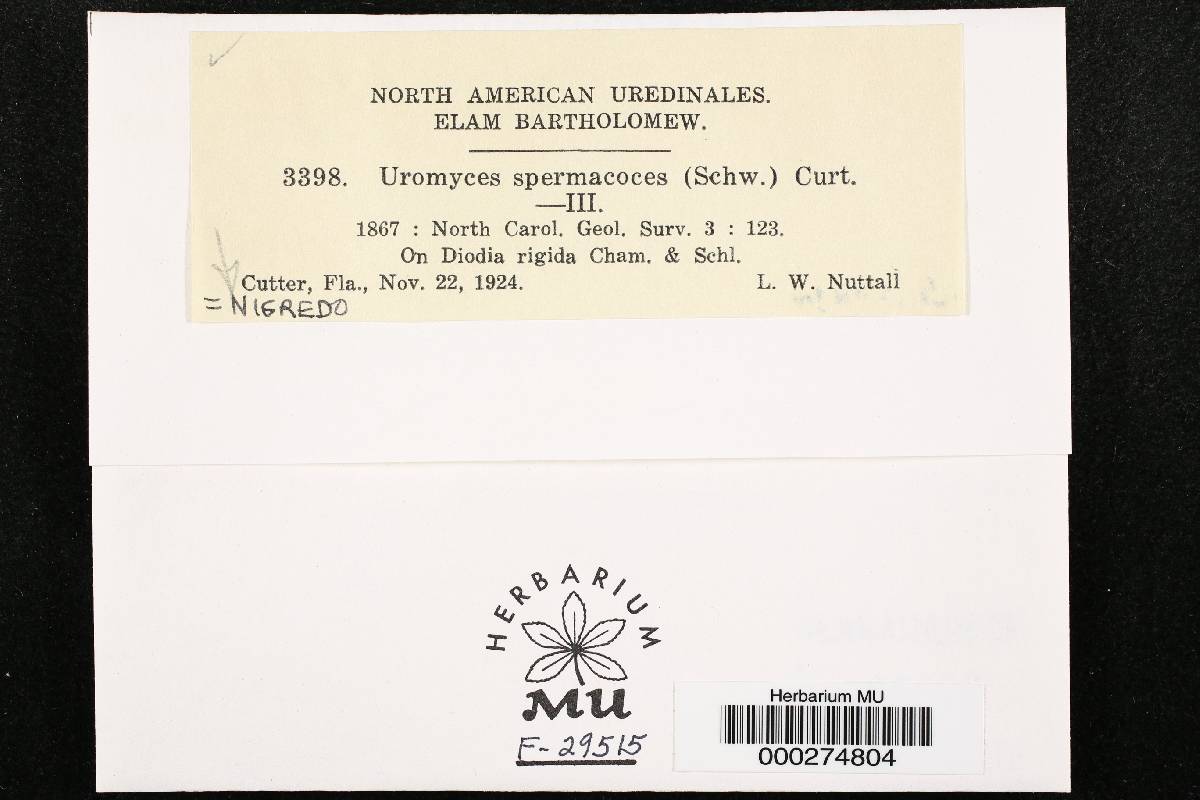 NORTH AMERICAN UREDINALES.
ELAM BARTHOLOMEW.
3398. Uromyces spermacoces (Schw.) Curt.
—III.
1867 : North Carol. Geol. Surv. 3 : 123.
On Diodia rigida Cham. & Schl.
Cutter, Fla., Nov. 22, 1924. L. W. Nuttall
= NIGREDO
HERBARIUM
MU
F-29515
Herbarium MU
000274804